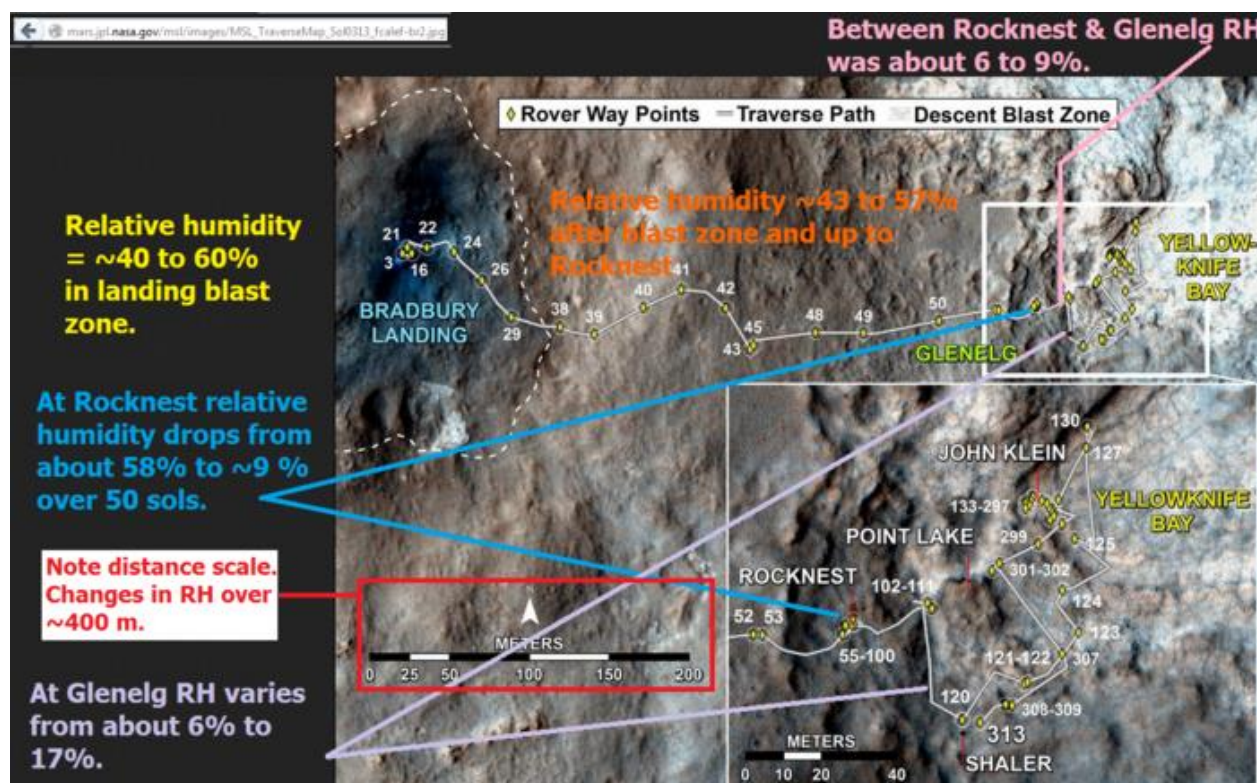 mars.jpl.nasa.gov/msl/images/MSL_TraverseMap_Sol0313_fcalef-br2.jpg
Between Rocknest & Glenelg RH
was about 6 to 9%.
Rover Way Points
Traverse Path
Descent Blast Zone
Relative humidity
= ~40 to 60%
in landing blast
zone.
Relative humidity ~43 to 57%
after blast zone and up to
Rocknest
21
22
24
3
16
26
BRADBURY
LANDING
29
38
39
40
41
42
45
43
48
49
50
GLENELG
YELLOW-
KNIFE
BAY
At Rocknest relative
humidity drops from
about 58% to ~9 %
over 50 sols.
Note distance scale.
Changes in RH over
~400 m.
METERS
0 25 50 100 200
At Glenelg RH varies
from about 6% to
17%.
130
JOHN KLEIN
127
133-297
YELLOWKNIFE
BAY
POINT LAKE
299
125
301-302
ROCKNEST
102-111
124
52
53
123
55-100
121-122
307
120
308-309
313
METERS
0 10 20 40
SHALER